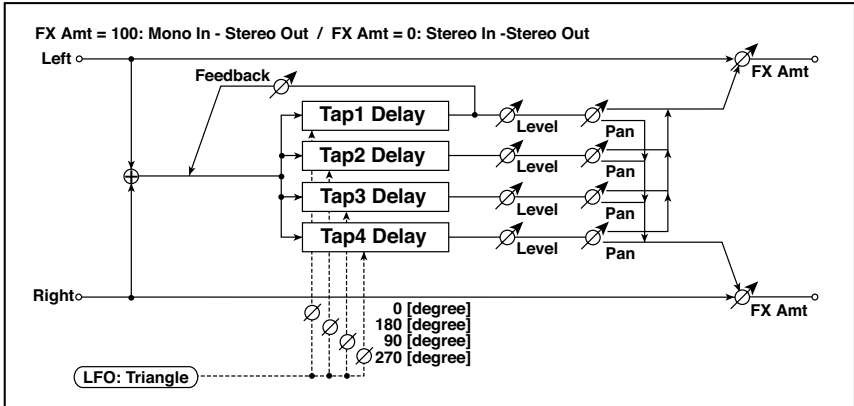 FX Amt = 100: Mono In - Stereo Out / FX Amt = 0: Stereo In -Stereo Out
Left
FX Amt
Feedback
Tap1 Delay
Level
Pan
Tap2 Delay
Level
Pan
Tap3 Delay
Level
Pan
Tap4 Delay
Level
Pan
Right
FX Amt
0 [degree]
180 [degree]
90 [degree]
270 [degree]
LFO: Triangle